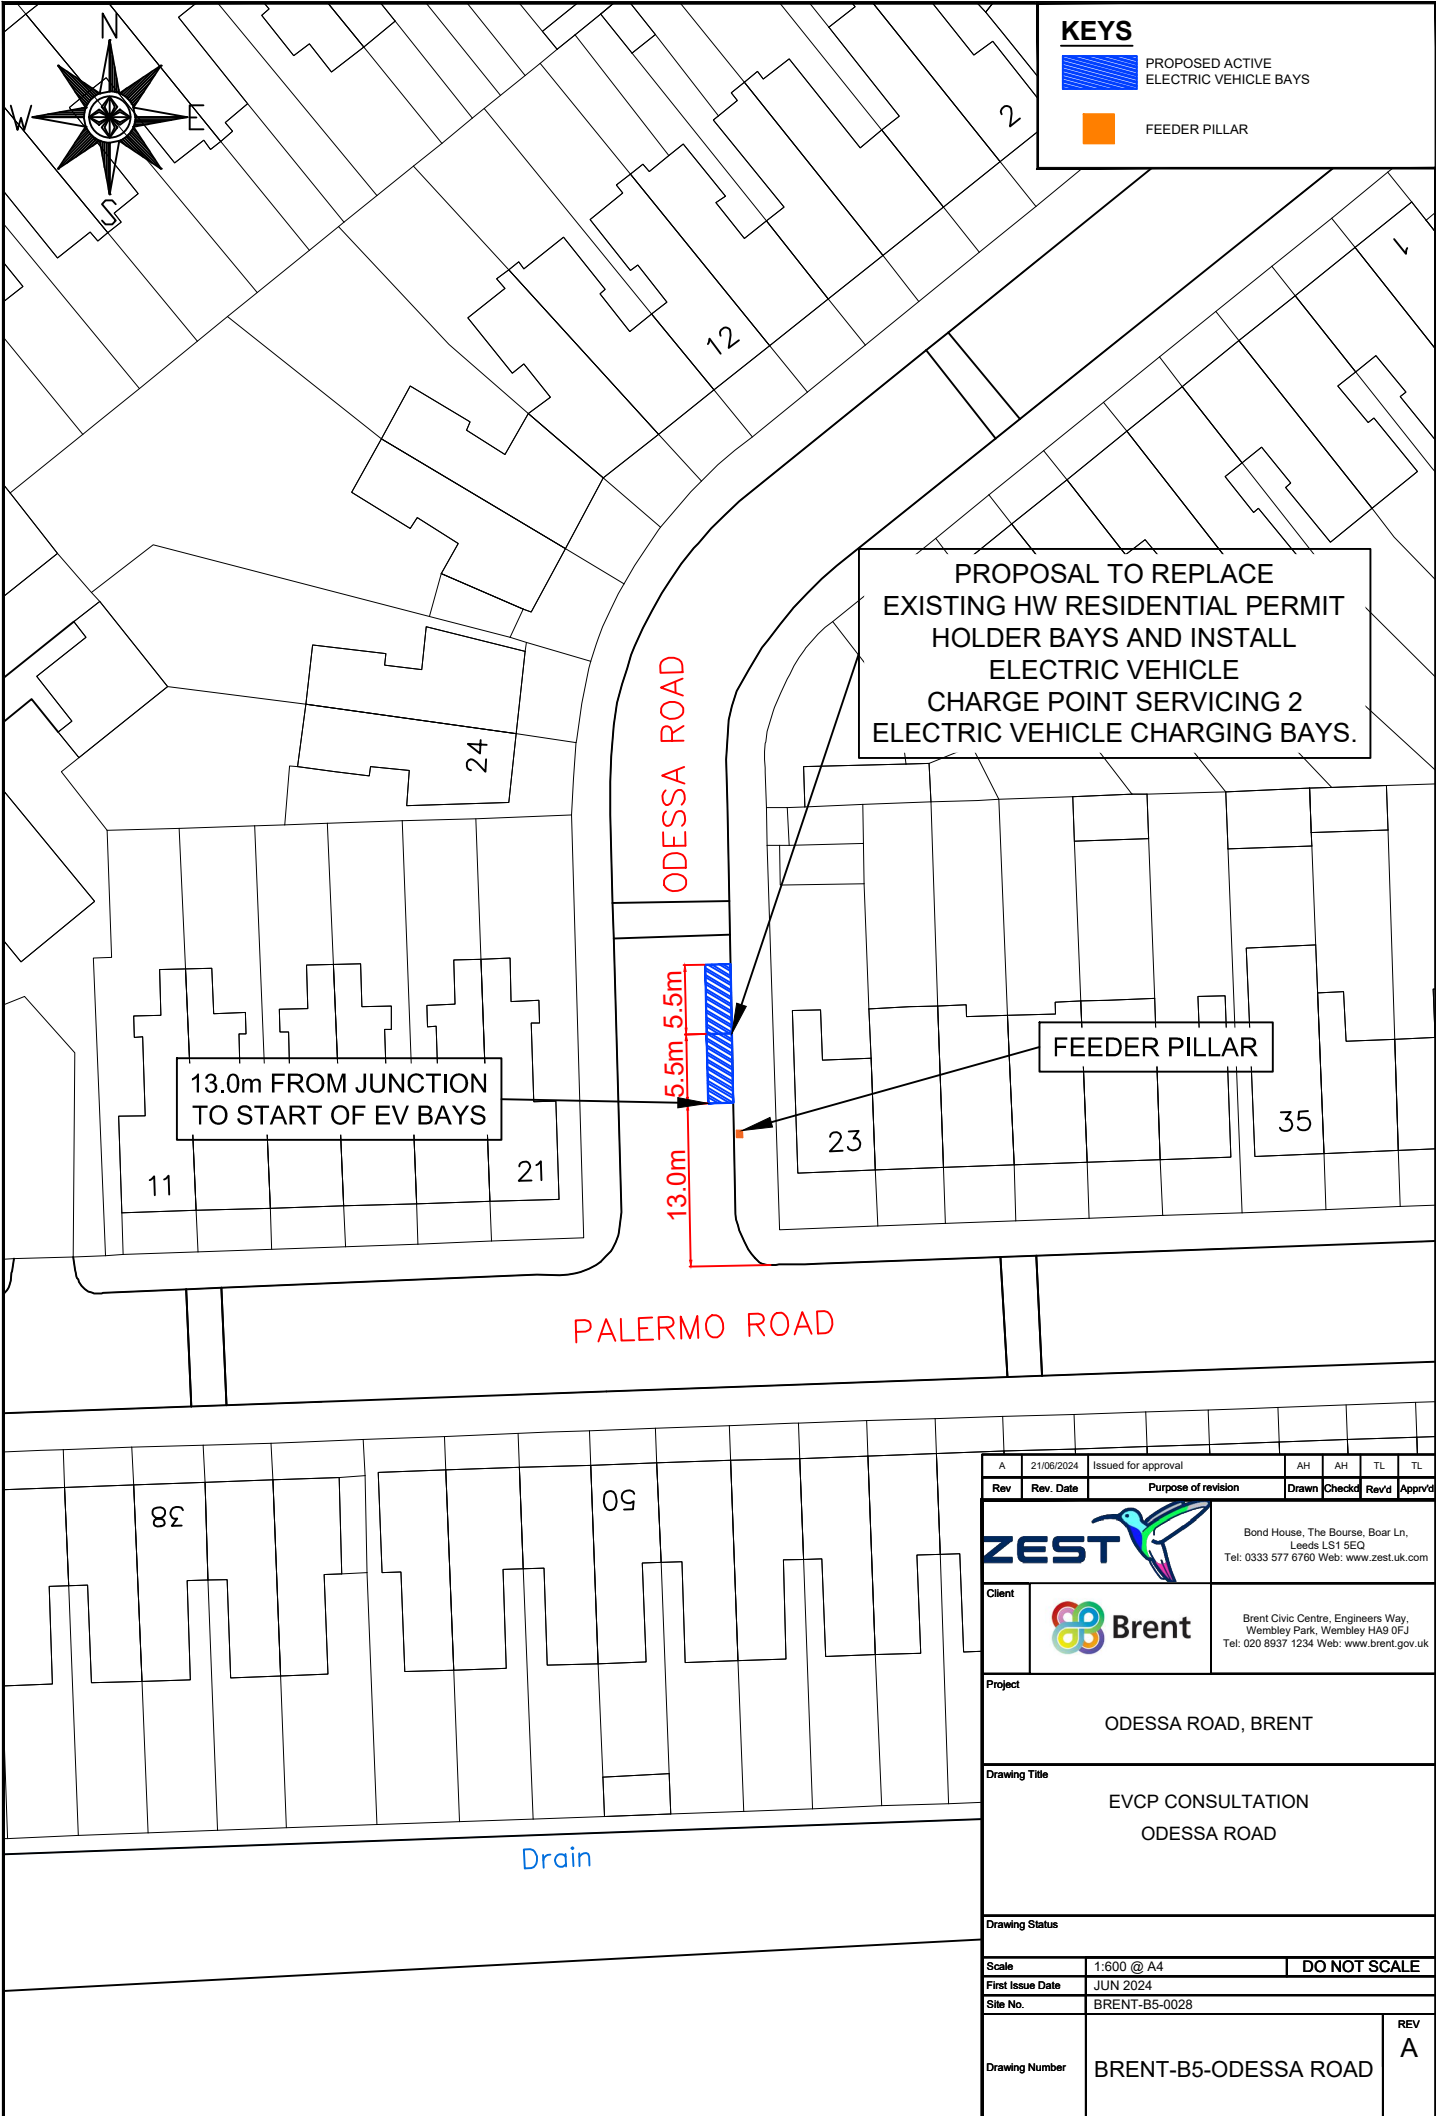 N
W
E
S
KEYS
PROPOSED ACTIVE
ELECTRIC VEHICLE BAYS
FEEDER PILLAR
2
1
12
PROPOSAL TO REPLACE
EXISTING HW RESIDENTIAL PERMIT
HOLDER BAYS AND INSTALL
ELECTRIC VEHICLE
CHARGE POINT SERVICING 2
ELECTRIC VEHICLE CHARGING BAYS.
ODESSA ROAD
24
5.5m
5.5m
13.0m
FEEDER PILLAR
13.0m FROM JUNCTION
TO START OF EV BAYS
11
21
23
35
PALERMO ROAD
38
50
Drain
A 21/06/2024 Issued for approval AH AH TL TL
Rev Rev. Date Purpose of revision Drawn Checkd Rev'd Apprv'd
ZEST
Bond House, The Bourse, Boar Ln,
Leeds LS1 5EQ
Tel: 0333 577 6760 Web: www.zest.uk.com
Client
Brent
Brent Civic Centre, Engineers Way,
Wembley Park, Wembley HA9 0FJ
Tel: 020 8937 1234 Web: www.brent.gov.uk
Project
ODESSA ROAD, BRENT
Drawing Title
EVCP CONSULTATION
ODESSA ROAD
Drawing Status
Scale 1:600 @ A4 DO NOT SCALE
First Issue Date JUN 2024
Site No. BRENT-B5-0028
Drawing Number BRENT-B5-ODESSA ROAD
REV
A